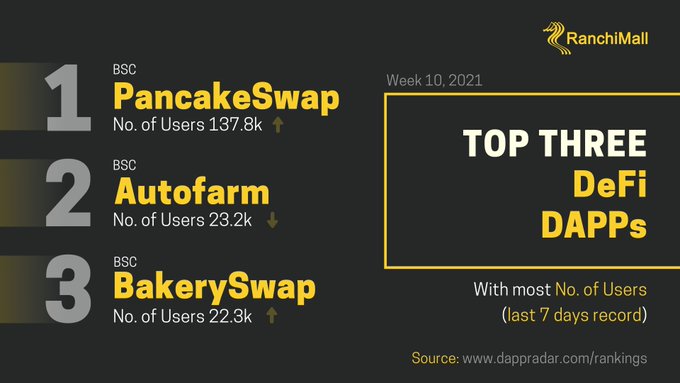 RanchiMall
1
BSC
PancakeSwap
No. of Users 137.8k
2
BSC
Autofarm
No. of Users 23.2k
3
BSC
BakerySwap
No. of Users 22.3k
Week 10, 2021
TOP THREE
DeFi
DAPPs
With most No. of Users
(last 7 days record)
Source: www.dappradar.com/rankings